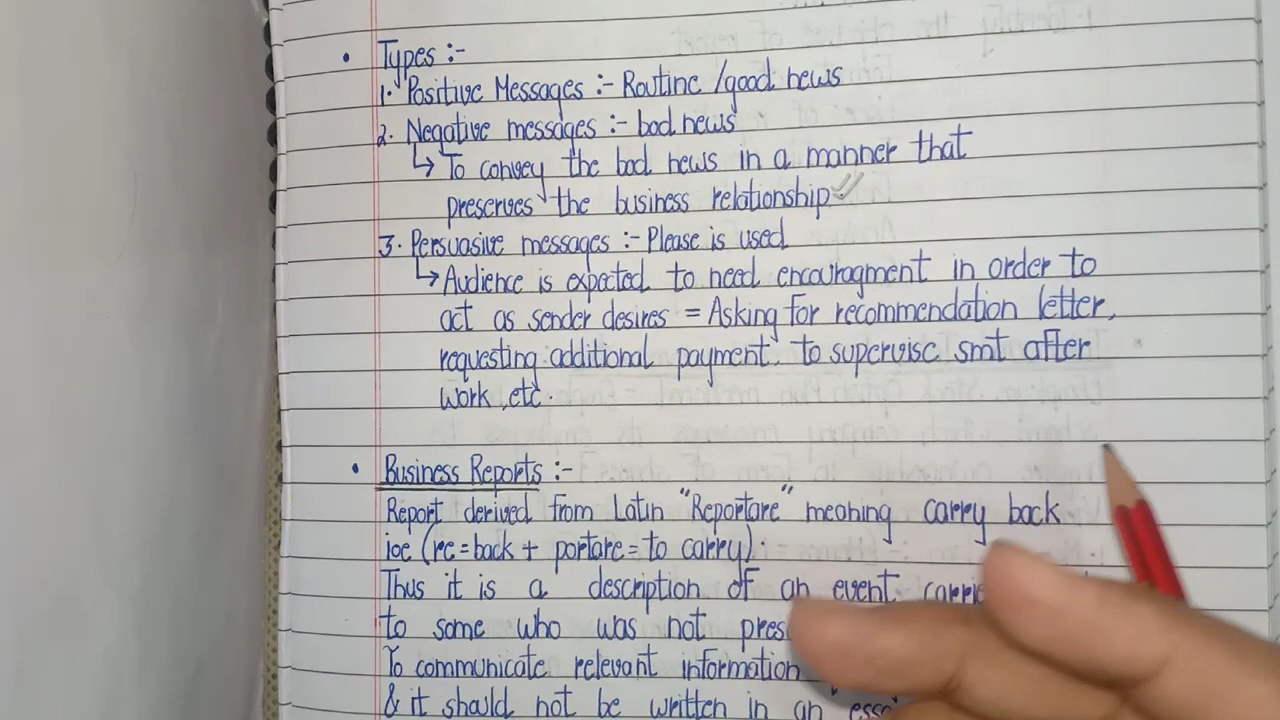 • Types :-
1. Positive Messages :- Routine /good news
2. Negative messages :- bad news
↳ To convey the bad news in a manner that
preserves the business relationship
3. Persuasive messages :- Please is used
↳ Audience is expected to need encouragment in order to
act as sender desires = Asking for recommendation letter,
requesting additional payment, to supervise smt after
work, etc.
• Business Reports :-
Report derived from Latin "Reportare" meaning carry back
ioe (re = back + portare = to carry).
Thus it is a description of an event
to some who was not
To communicate relevant information
& it should not be written in an